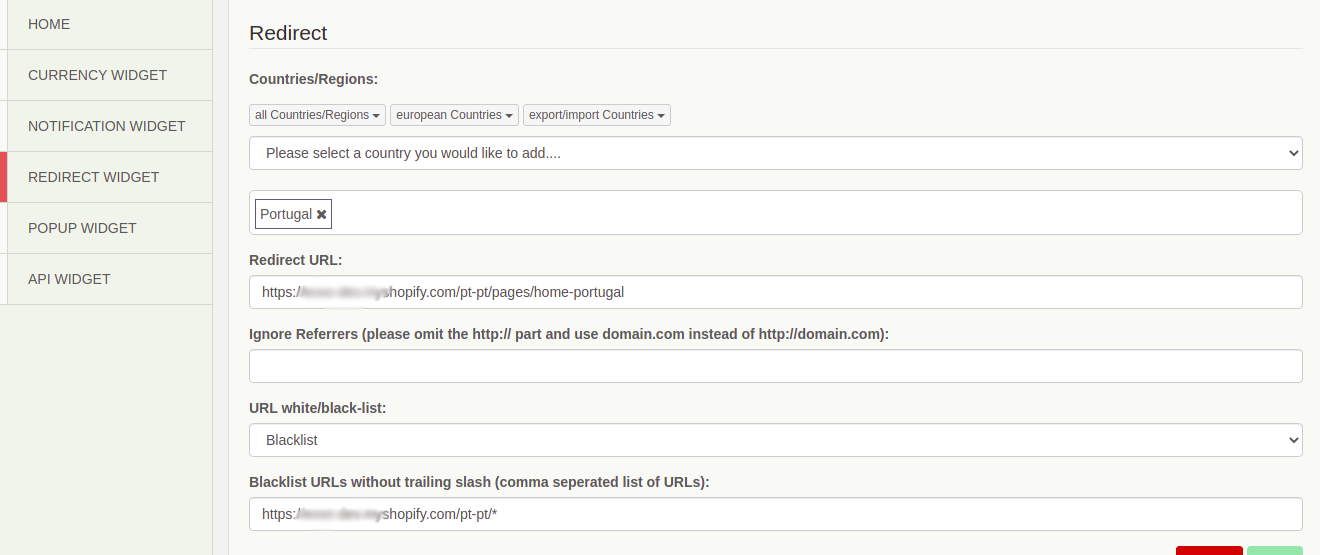 HOME
CURRENCY WIDGET
NOTIFICATION WIDGET
REDIRECT WIDGET
POPUP WIDGET
API WIDGET
Redirect
Countries/Regions:
all Countries/Regions european Countries export/import Countries
Please select a country you would like to add....
Portugal
Redirect URL:
https:/ shopify.com/pt-pt/pages/home-portugal
Ignore Referrers (please omit the http:// part and use domain.com instead of http://domain.com):
URL white/black-list:
Blacklist
Blacklist URLs without trailing slash (comma seperated list of URLs):
https:/ shopify.com/pt-pt/*